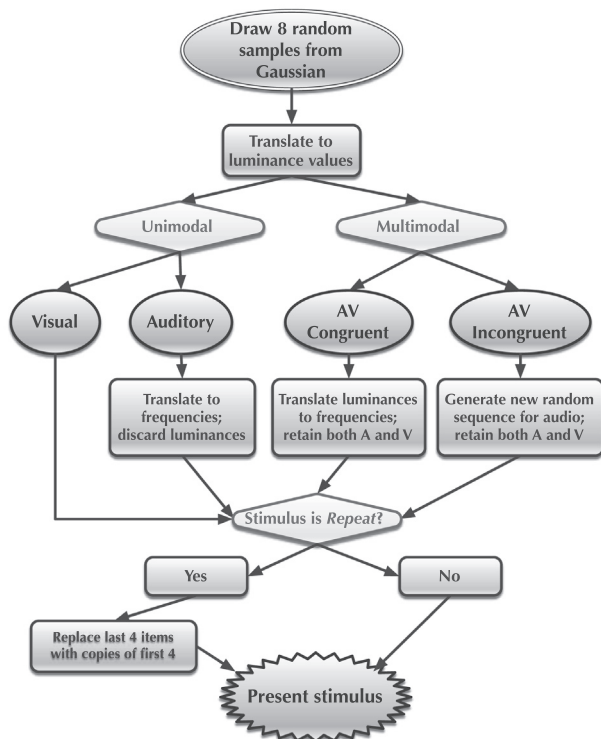 Draw 8 random
samples from
Gaussian
Translate to
luminance values
Unimodal
Multimodal
Visual
Auditory
AV
Congruent
AV
Incongruent
Translate to
frequencies;
discard luminances
Translate luminances
to frequencies;
retain both A and V
Generate new random
sequence for audio;
retain both A and V
Stimulus is Repeat?
Yes
No
Replace last 4 items
with copies of first 4
Present stimulus